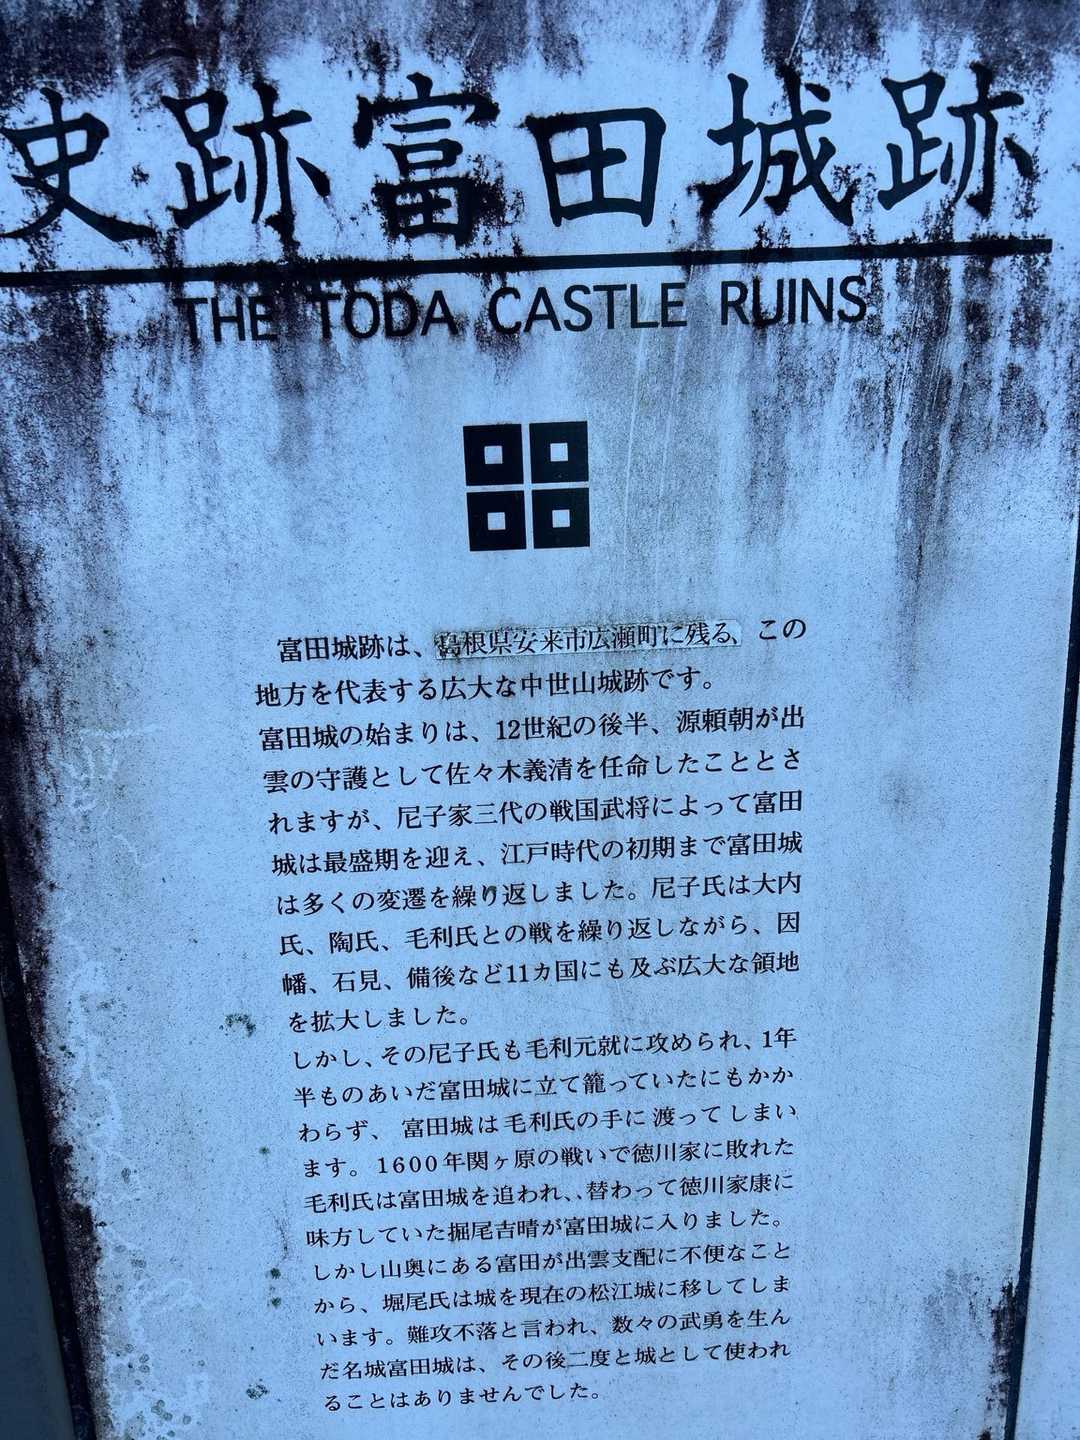 史跡富田城跡
THE TODA CASTLE RUINS
富田城跡は、島根県安来市広瀬町に残る、この
地方を代表する広大な中世山城跡です。
富田城の始まりは、12世紀の後半、源頼朝が出
雲の守護として佐々木義清を任命したこととさ
れますが、尼子家三代の戦国武将によって富田
城は最盛期を迎え、江戸時代の初期まで富田城
は多くの変遷を繰り返しました。尼子氏は大内
氏、陶氏、毛利氏との戦を繰り返しながら、因
幡、石見、備後など11カ国にも及ぶ広大な領地
を拡大しました。
しかし、その尼子氏も毛利元就に攻められ、1年
半ものあいだ富田城に立て籠っていたにもかか
わらず、富田城は毛利氏の手に渡ってしまい
ます。1600年関ヶ原の戦いで徳川家に敗れた
毛利氏は富田城を追われ、、替わって徳川家康に
味方していた掘尾吉晴が富田城に入りました。
しかし山奥にある富田が出雲支配に不便なこと
から、堀尾氏は城を現在の松江城に移してしま
います。難攻不落と言われ、数々の武勇を生ん
だ名城富田城は、その後二度と城として使われ
ることはありませんでした。